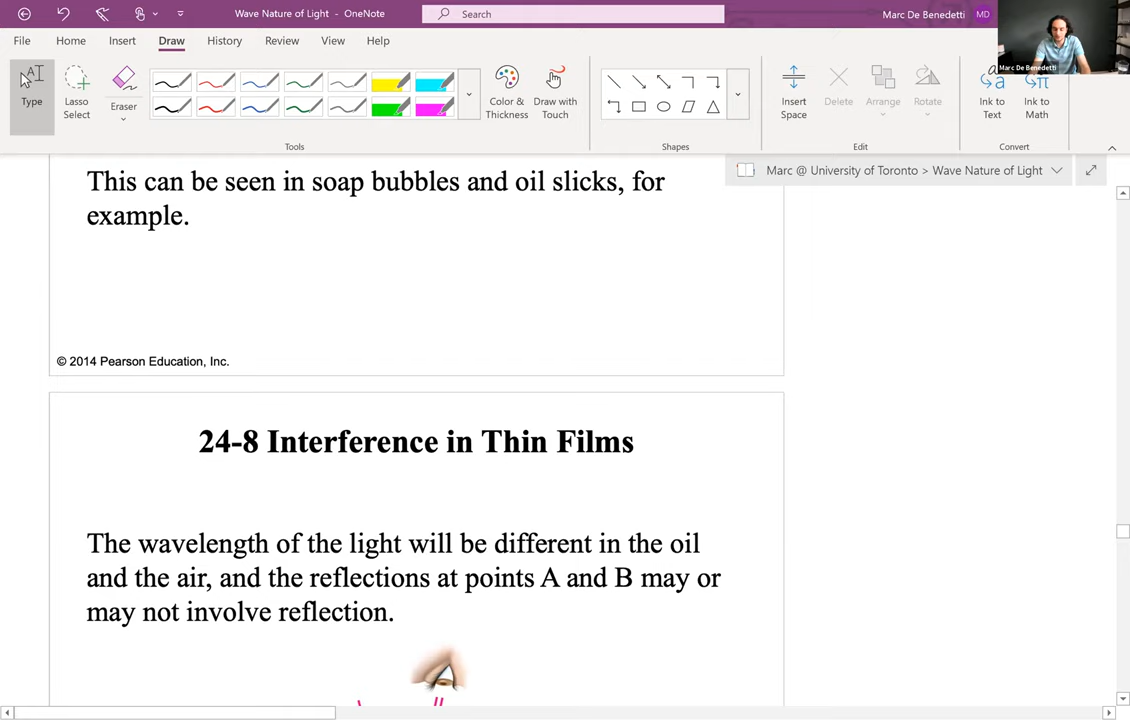 Wave Nature of Light - OneNote
Search
Marc De Benedetti
MD
Marc De Benedetti
File
Home
Insert
Draw
History
Review
View
Help
Type
Lasso
Select
Eraser
Color &
Thickness
Draw with
Touch
Insert
Space
Delete
Arrange
Rotate
Ink to
Text
Ink to
Math
Tools
Shapes
Edit
Convert
Marc @ University of Toronto > Wave Nature of Light
This can be seen in soap bubbles and oil slicks, for
example.
© 2014 Pearson Education, Inc.
24-8 Interference in Thin Films
The wavelength of the light will be different in the oil
and the air, and the reflections at points A and B may or
may not involve reflection.